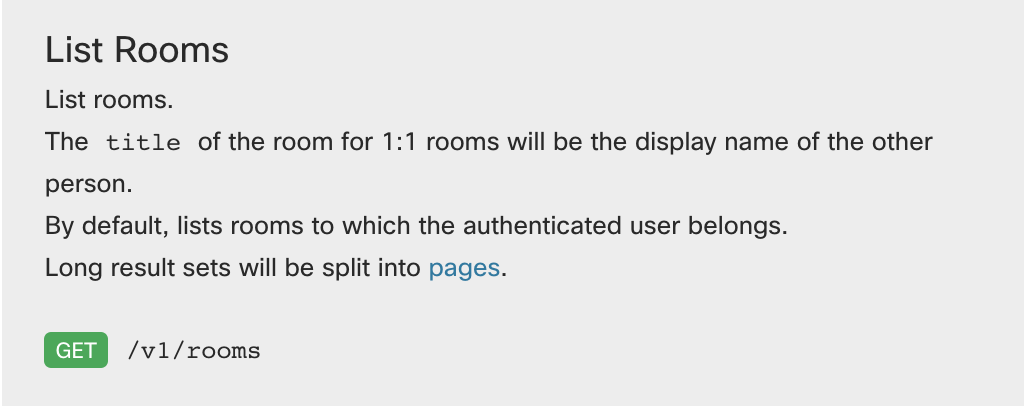 List Rooms
List rooms.
The title of the room for 1:1 rooms will be the display name of the other
person.
By default, lists rooms to which the authenticated user belongs.
Long result sets will be split into pages.
GET /v1/rooms